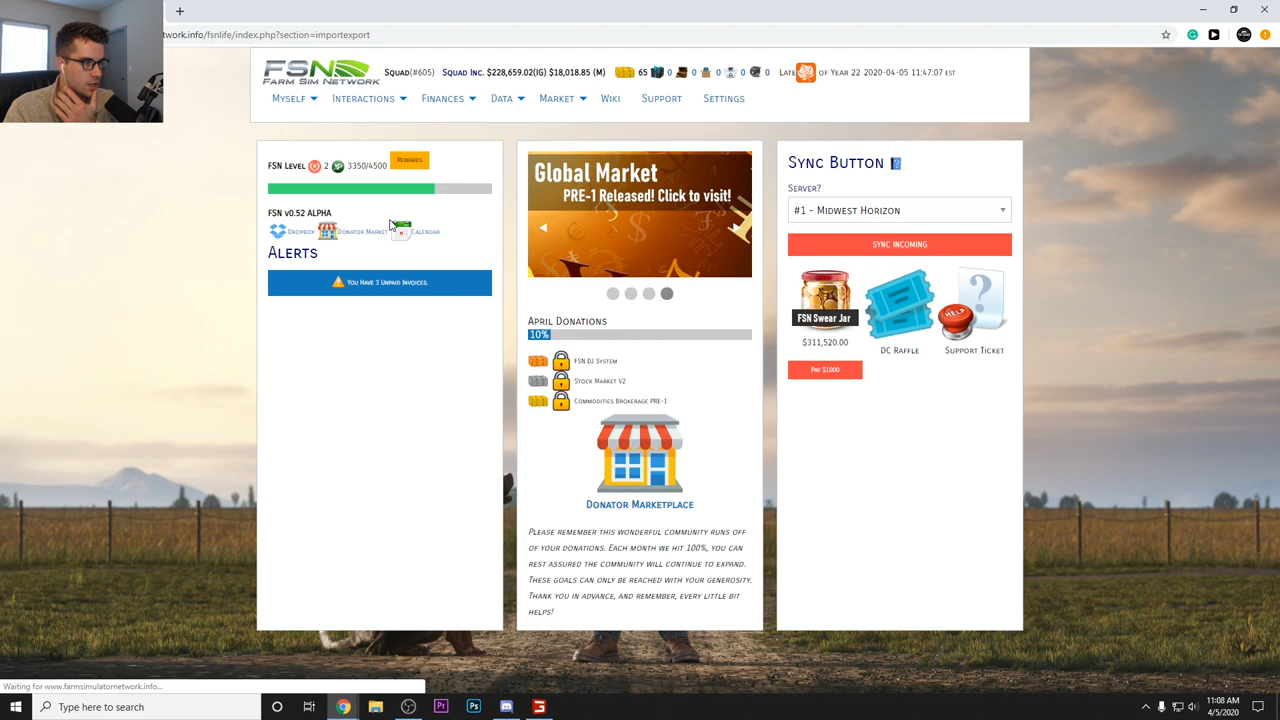 twork.info/fsnlife/index.php?section=importexport
FSN
FARM SIM NETWORK
SQUAD(#605) SQUAD INC. $228,659.02(IG) $18,018.85 (M) 65 0 0 0 0 0 LATE OF YEAR 22 2020-04-05 11:47:07 EST
MYSELF INTERACTIONS FINANCES DATA MARKET WIKI SUPPORT SETTINGS
FSN LEVEL 2 XP 3350/4500 REWARDS
FSN V0.52 ALPHA
DROPBOX DONATOR MARKET CALENDAR
ALERTS
YOU HAVE 3 UNPAID INVOICES.
Global Market
PRE-1 Released! Click to visit!
APRIL DONATIONS
10%
FSN DJ SYSTEM
STOCK MARKET V2
COMMODITIES BROKERAGE PRE-1
DONATOR MARKETPLACE
PLEASE REMEMBER THIS WONDERFUL COMMUNITY RUNS OFF
OF YOUR DONATIONS. EACH MONTH WE HIT 100%, YOU CAN
REST ASSURED THE COMMUNITY WILL CONTINUE TO EXPAND.
THESE GOALS CAN ONLY BE REACHED WITH YOUR GENEROSITY.
THANK YOU IN ADVANCE, AND REMEMBER, EVERY LITTLE BIT
HELPS!
SYNC BUTTON ?
SERVER?
#1 - MIDWEST HORIZON
SYNC INCOMING
FSN Swear Jar
HELP
?
$311,520.00
DC RAFFLE
SUPPORT TICKET
PAY $1000
Waiting for www.farmsimulatornetwork.info...
Type here to search
Pr
Ps
11:08 AM
4/5/2020